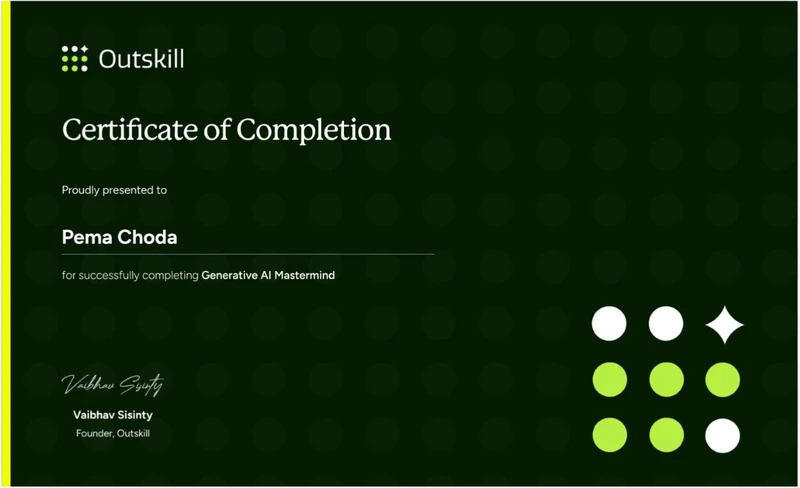 Outskill
Certificate of Completion
Proudly presented to
Pema Choda
for successfully completing Generative AI Mastermind
Vaibhav Sisinty
Vaibhav Sisinty
Founder, Outskill